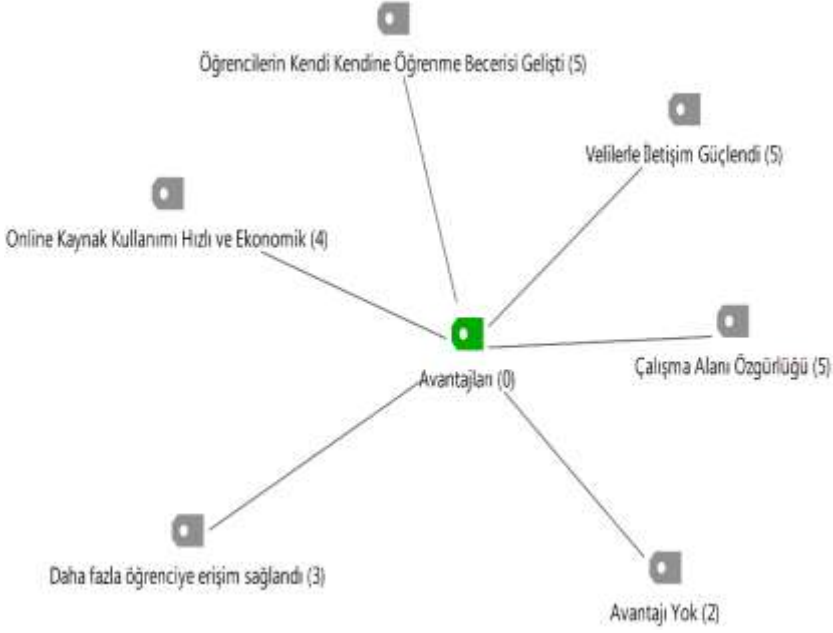 Öğrencilerin Kendi Kendine Öğrenme Becerisi Gelişti (5)
Velilerle İletişim Güçlendi (5)
Online Kaynak Kullanımı Hızlı ve Ekonomik (4)
Çalışma Alanı Özgürlüğü (5)
Avantajları (0)
Daha fazla öğrenciye erişim sağlandı (3)
Avantajı Yok (2)